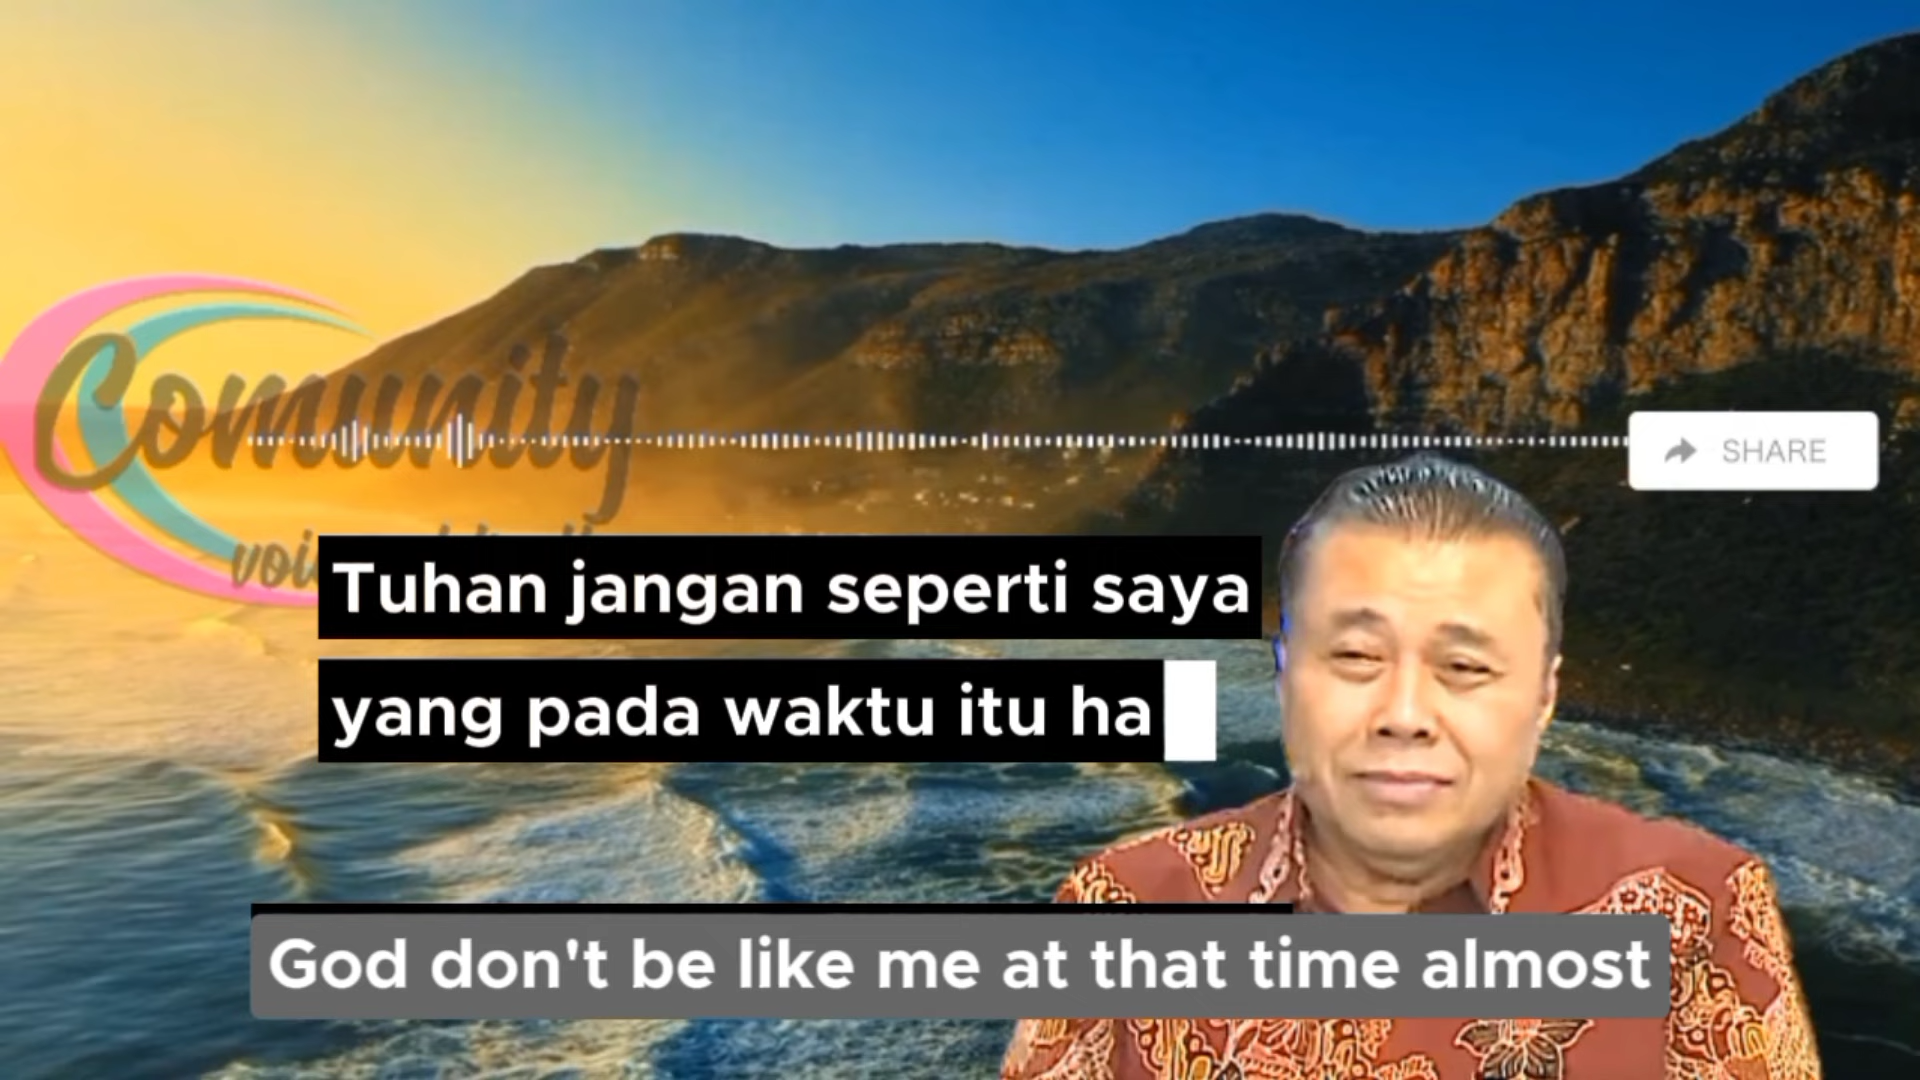 Comunity
SHARE
Tuhan jangan seperti saya
yang pada waktu itu ha
God don't be like me at that time almost